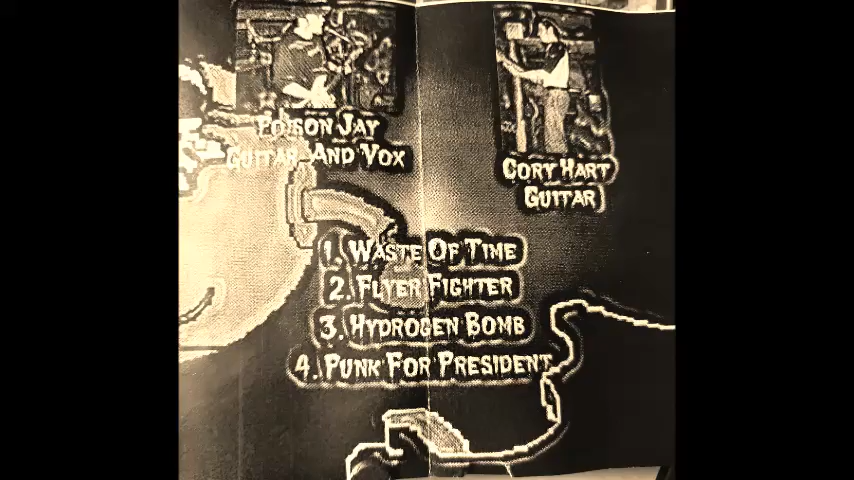 Poison Jay
Guitar And Vox
Cory Hart
Guitar
1. Waste Of Time
2. Flyer Fighter
3. Hydrogen Bomb
4. Punk For President